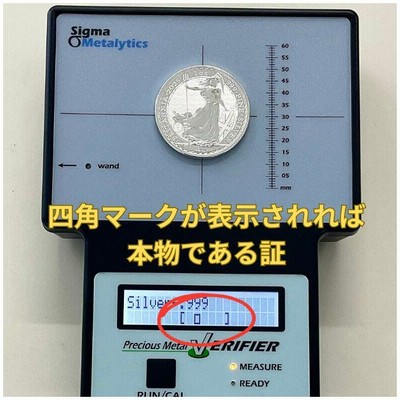 Sigma
Metalytics
60
55
50
45
40
35
30
25
20
15
10
05
mm
wand
四角マークが表示されれば
本物である証
Silver.999
[ □ ]
Precious Metal VERIFIER
MEASURE
READY
RUN/CAL